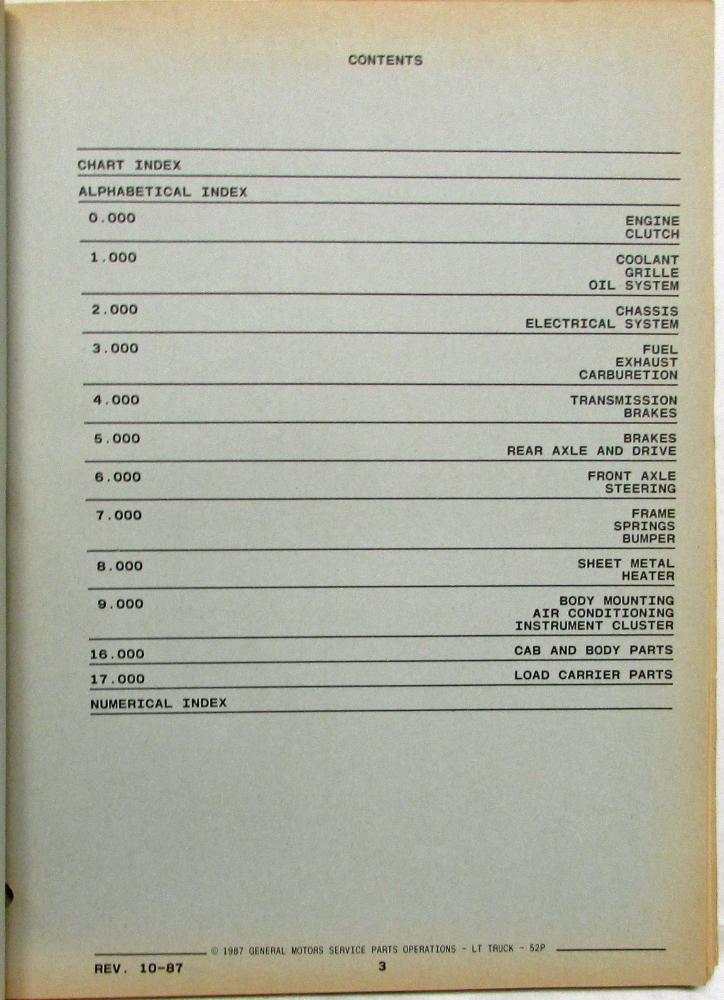 CONTENTS
CHART INDEX
ALPHABETICAL INDEX
0.000 ENGINE
CLUTCH
1.000 COOLANT
GRILLE
OIL SYSTEM
2.000 CHASSIS
ELECTRICAL SYSTEM
3.000 FUEL
EXHAUST
CARBURETION
4.000 TRANSMISSION
BRAKES
5.000 BRAKES
REAR AXLE AND DRIVE
6.000 FRONT AXLE
STEERING
7.000 FRAME
SPRINGS
BUMPER
8.000 SHEET METAL
HEATER
9.000 BODY MOUNTING
AIR CONDITIONING
INSTRUMENT CLUSTER
16.000 CAB AND BODY PARTS
17.000 LOAD CARRIER PARTS
NUMERICAL INDEX
© 1987 GENERAL MOTORS SERVICE PARTS OPERATIONS - LT TRUCK - 52P
REV. 10-87 3